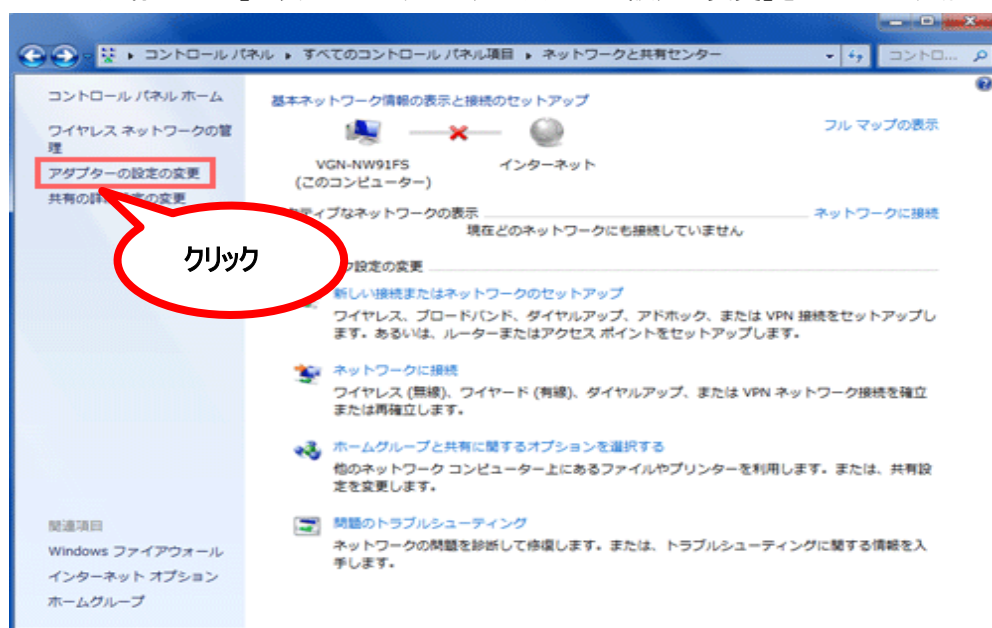 コントロール パネル ▸ すべてのコントロール パネル項目 ▸ ネットワークと共有センター
コントロ...
コントロール パネル ホーム
ワイヤレス ネットワークの管
理
アダプターの設定の変更
共有の詳
の変更
クリック
基本ネットワーク情報の表示と接続のセットアップ
フル マップの表示
VGN-NW91FS
(このコンピューター)
インターネット
ティブなネットワークの表示
ネットワークに接続
現在どのネットワークにも接続していません
設定の変更
新しい接続またはネットワークのセットアップ
ワイヤレス、ブロードバンド、ダイヤルアップ、アドホック、または VPN 接続をセットアップし
ます。あるいは、ルーターまたはアクセス ポイントをセットアップします。
ネットワークに接続
ワイヤレス (無線)、ワイヤード (有線)、ダイヤルアップ、または VPN ネットワーク接続を確立
または再確立します。
ホームグループと共有に関するオプションを選択する
他のネットワーク コンピューター上にあるファイルやプリンターを利用します。または、共有設
定を変更します。
問題のトラブルシューティング
ネットワークの問題を診断して修復します。または、トラブルシューティングに関する情報を入
手します。
関連項目
Windows ファイアウォール
インターネット オプション
ホームグループ